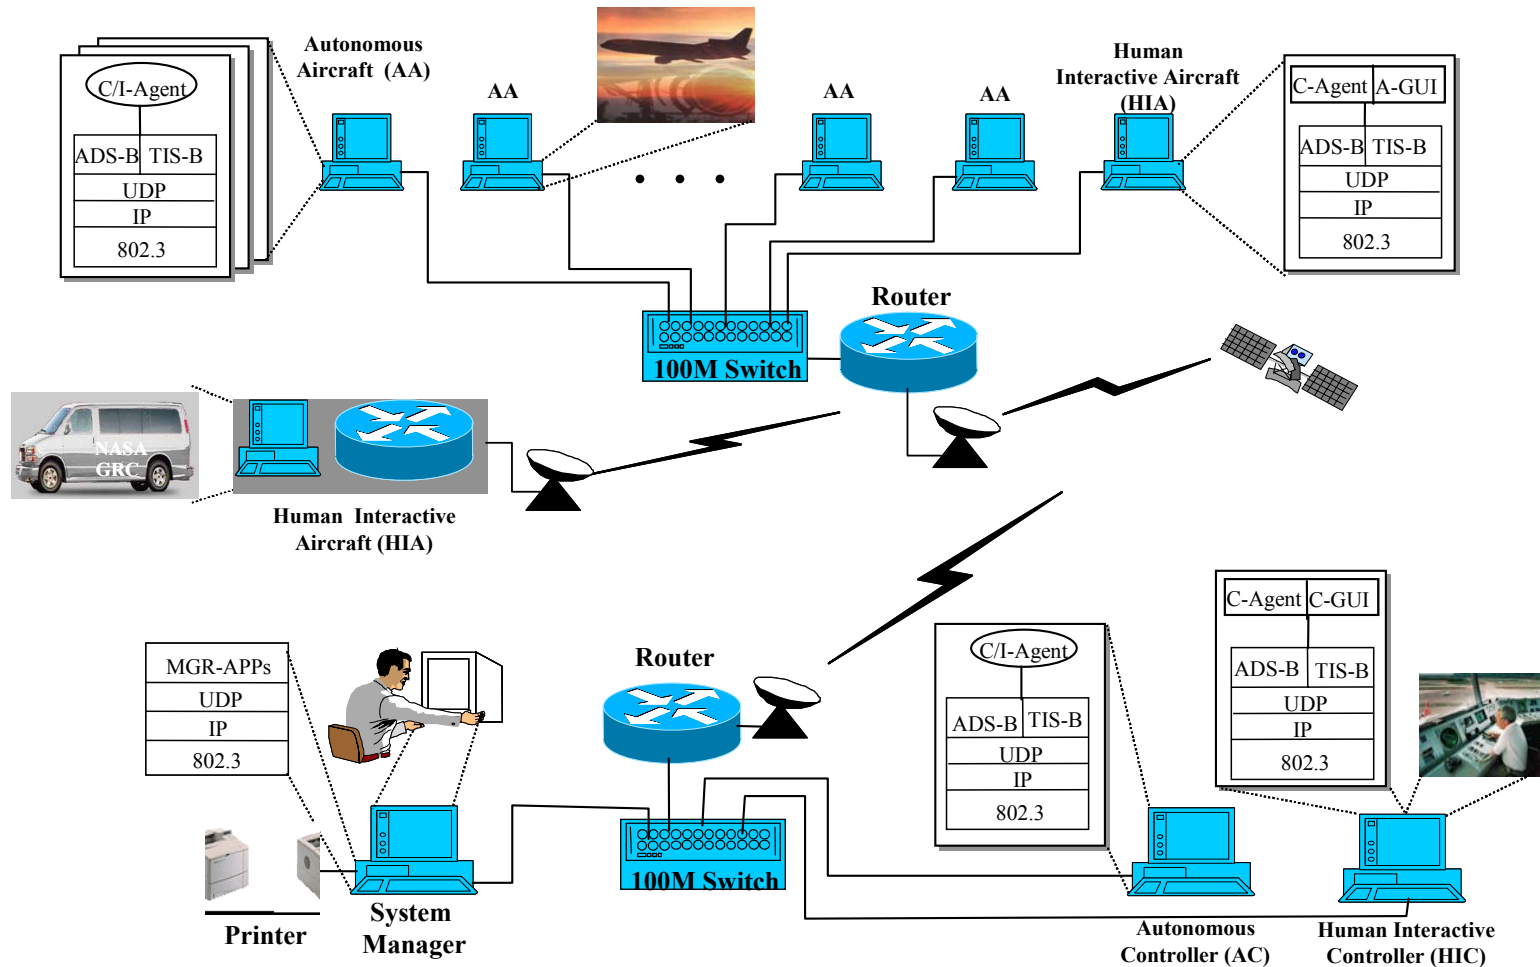 Autonomous
Aircraft (AA)
C/I-Agent
ADS-B TIS-B
UDP
IP
802.3
AA
AA
AA
Human
Interactive Aircraft
(HIA)
C-Agent A-GUI
ADS-B TIS-B
UDP
IP
802.3
• • •
100M Switch
Router
NASA
GRC
Human Interactive
Aircraft (HIA)
MGR-APPs
UDP
IP
802.3
Printer
System
Manager
Router
100M Switch
C/I-Agent
ADS-B TIS-B
UDP
IP
802.3
Autonomous
Controller (AC)
C-Agent C-GUI
ADS-B TIS-B
UDP
IP
802.3
Human Interactive
Controller (HIC)